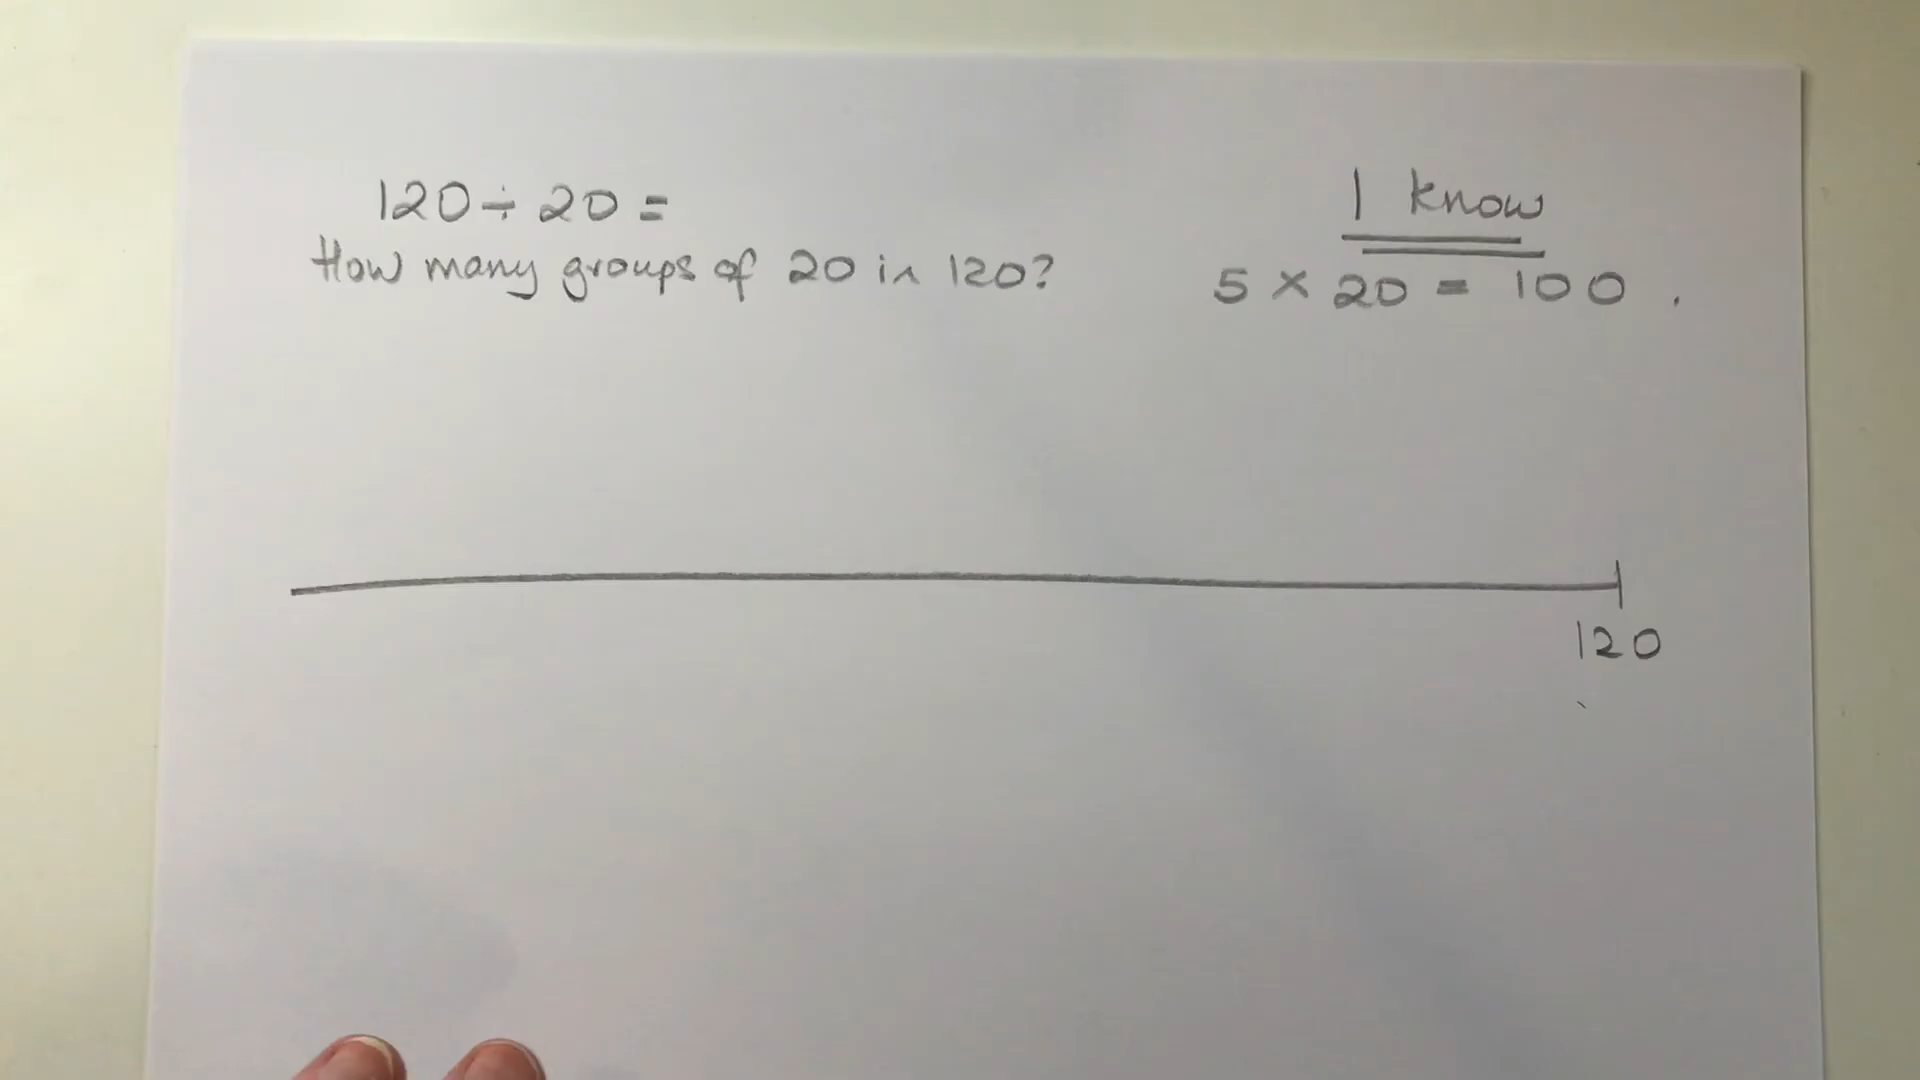 120 ÷ 20 =
How many groups of 20 in 120?
I know
5 × 20 = 100 .
120